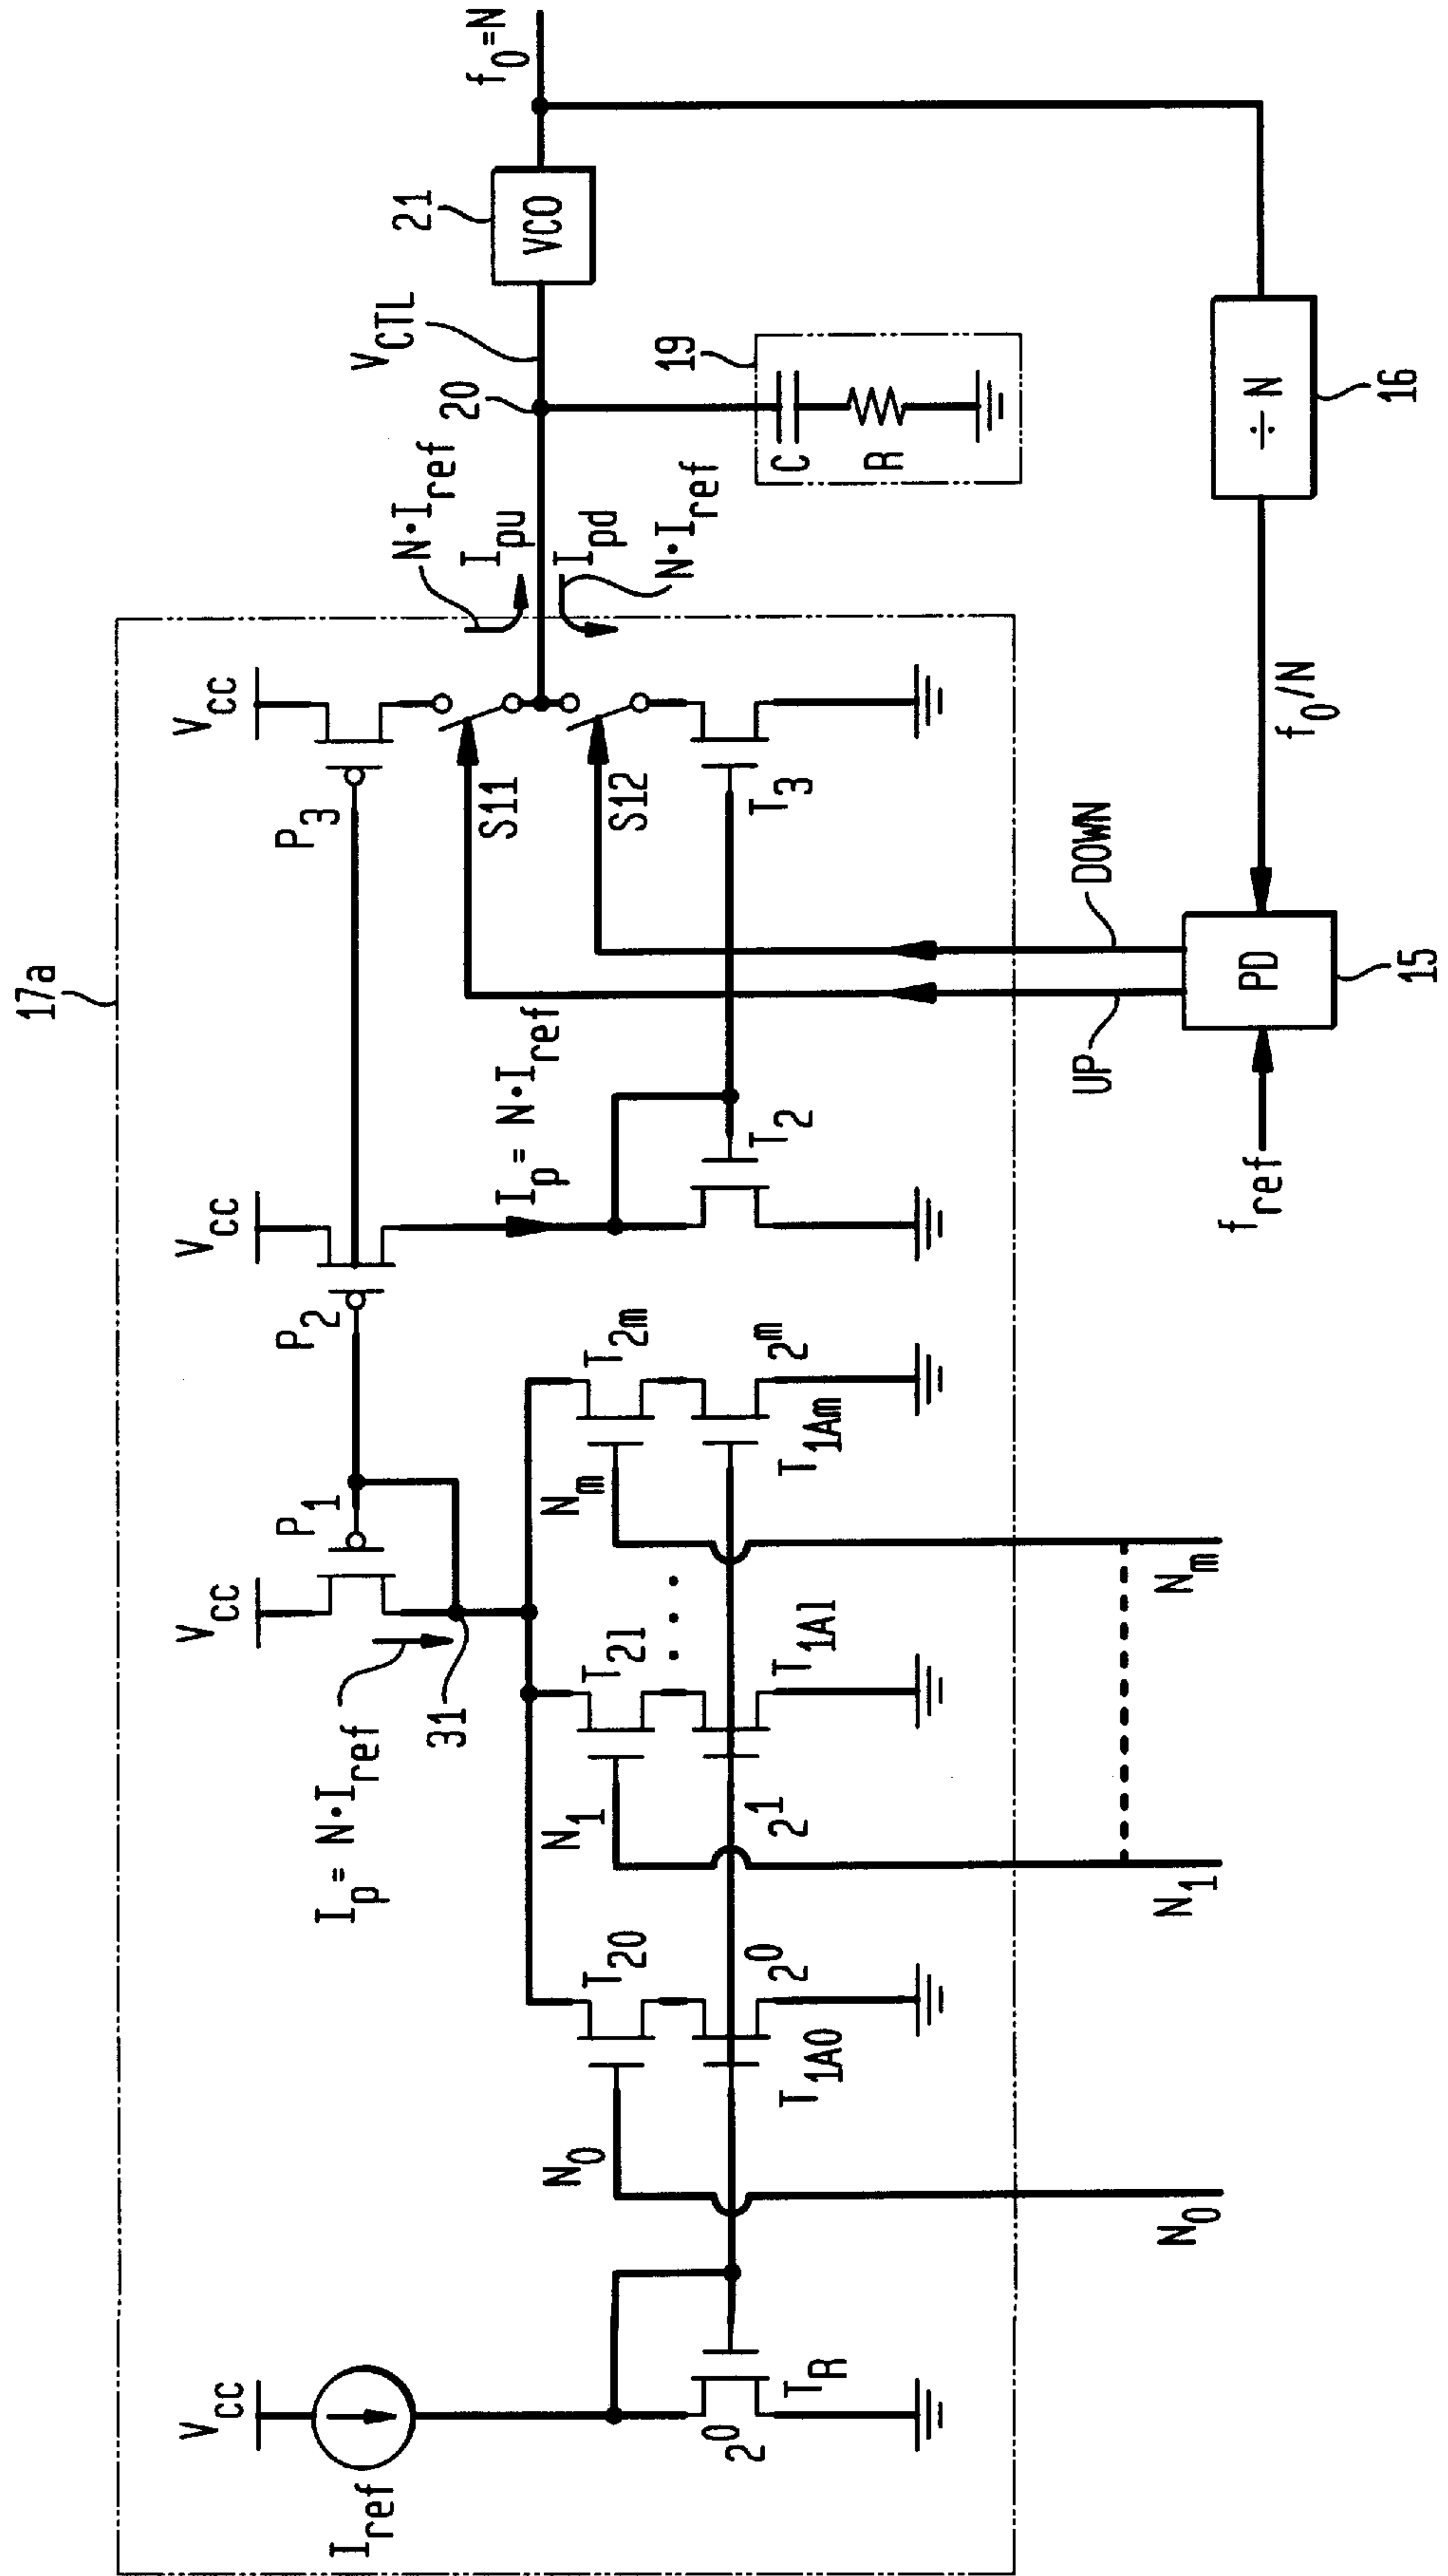 17a
V_CC
I_ref
2^0
T_R
N_0
N_0
T_20
T_1A0
2^0
I_p = N·I_ref
31
V_CC
P_1
N_1
N_1
T_21
T_1A1
2^1
N_m
N_m
T_2m
T_1Am
2^m
V_CC
P_2
I_p = N·I_ref
T_2
V_CC
P_3
S11
S12
T_3
N·I_ref
I_pu
I_pd
N·I_ref
20
V_CTL
19
C
R
21
VCO
f_0=N
÷ N
16
f_0/N
UP
DOWN
PD
15
f_ref